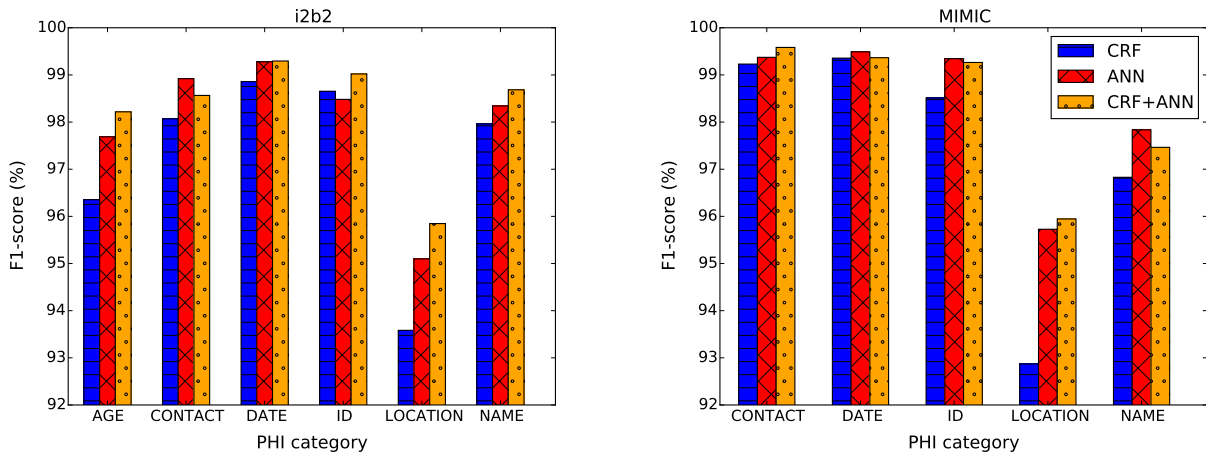 i2b2
100
99
98
97
96
95
94
93
92
F1-score (%)
AGE CONTACT DATE ID LOCATION NAME
PHI category
MIMIC
100
99
98
97
96
95
94
93
92
F1-score (%)
CRF
ANN
CRF+ANN
CONTACT DATE ID LOCATION NAME
PHI category